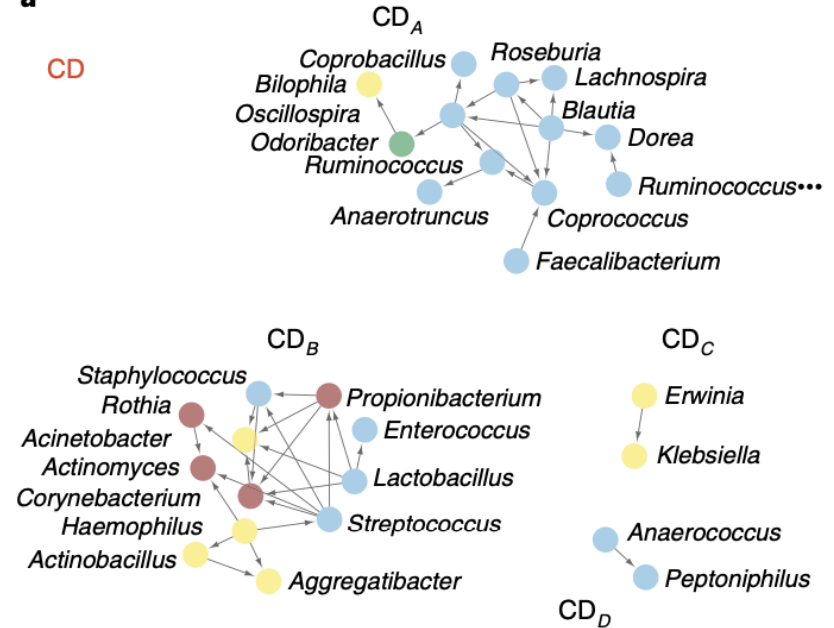 a
CD
CD_A
Coprobacillus
Roseburia
Bilophila
Lachnospira
Oscillospira
Blautia
Odoribacter
Dorea
Ruminococcus
Ruminococcus•••
Anaerotruncus
Coprococcus
Faecalibacterium
CD_B
Staphylococcus
Propionibacterium
Rothia
Enterococcus
Acinetobacter
Actinomyces
Lactobacillus
Corynebacterium
Streptococcus
Haemophilus
Actinobacillus
Aggregatibacter
CD_C
Erwinia
Klebsiella
Anaerococcus
Peptoniphilus
CD_D